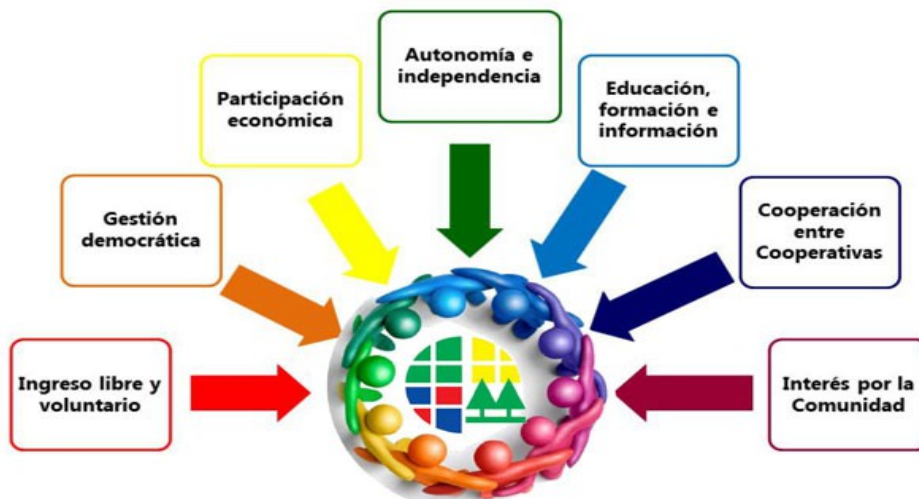 Ingreso libre y
voluntario
Gestión
democrática
Participación
económica
Autonomía e
independencia
Educación,
formación e
información
Cooperación
entre
Cooperativas
Interés por la
Comunidad